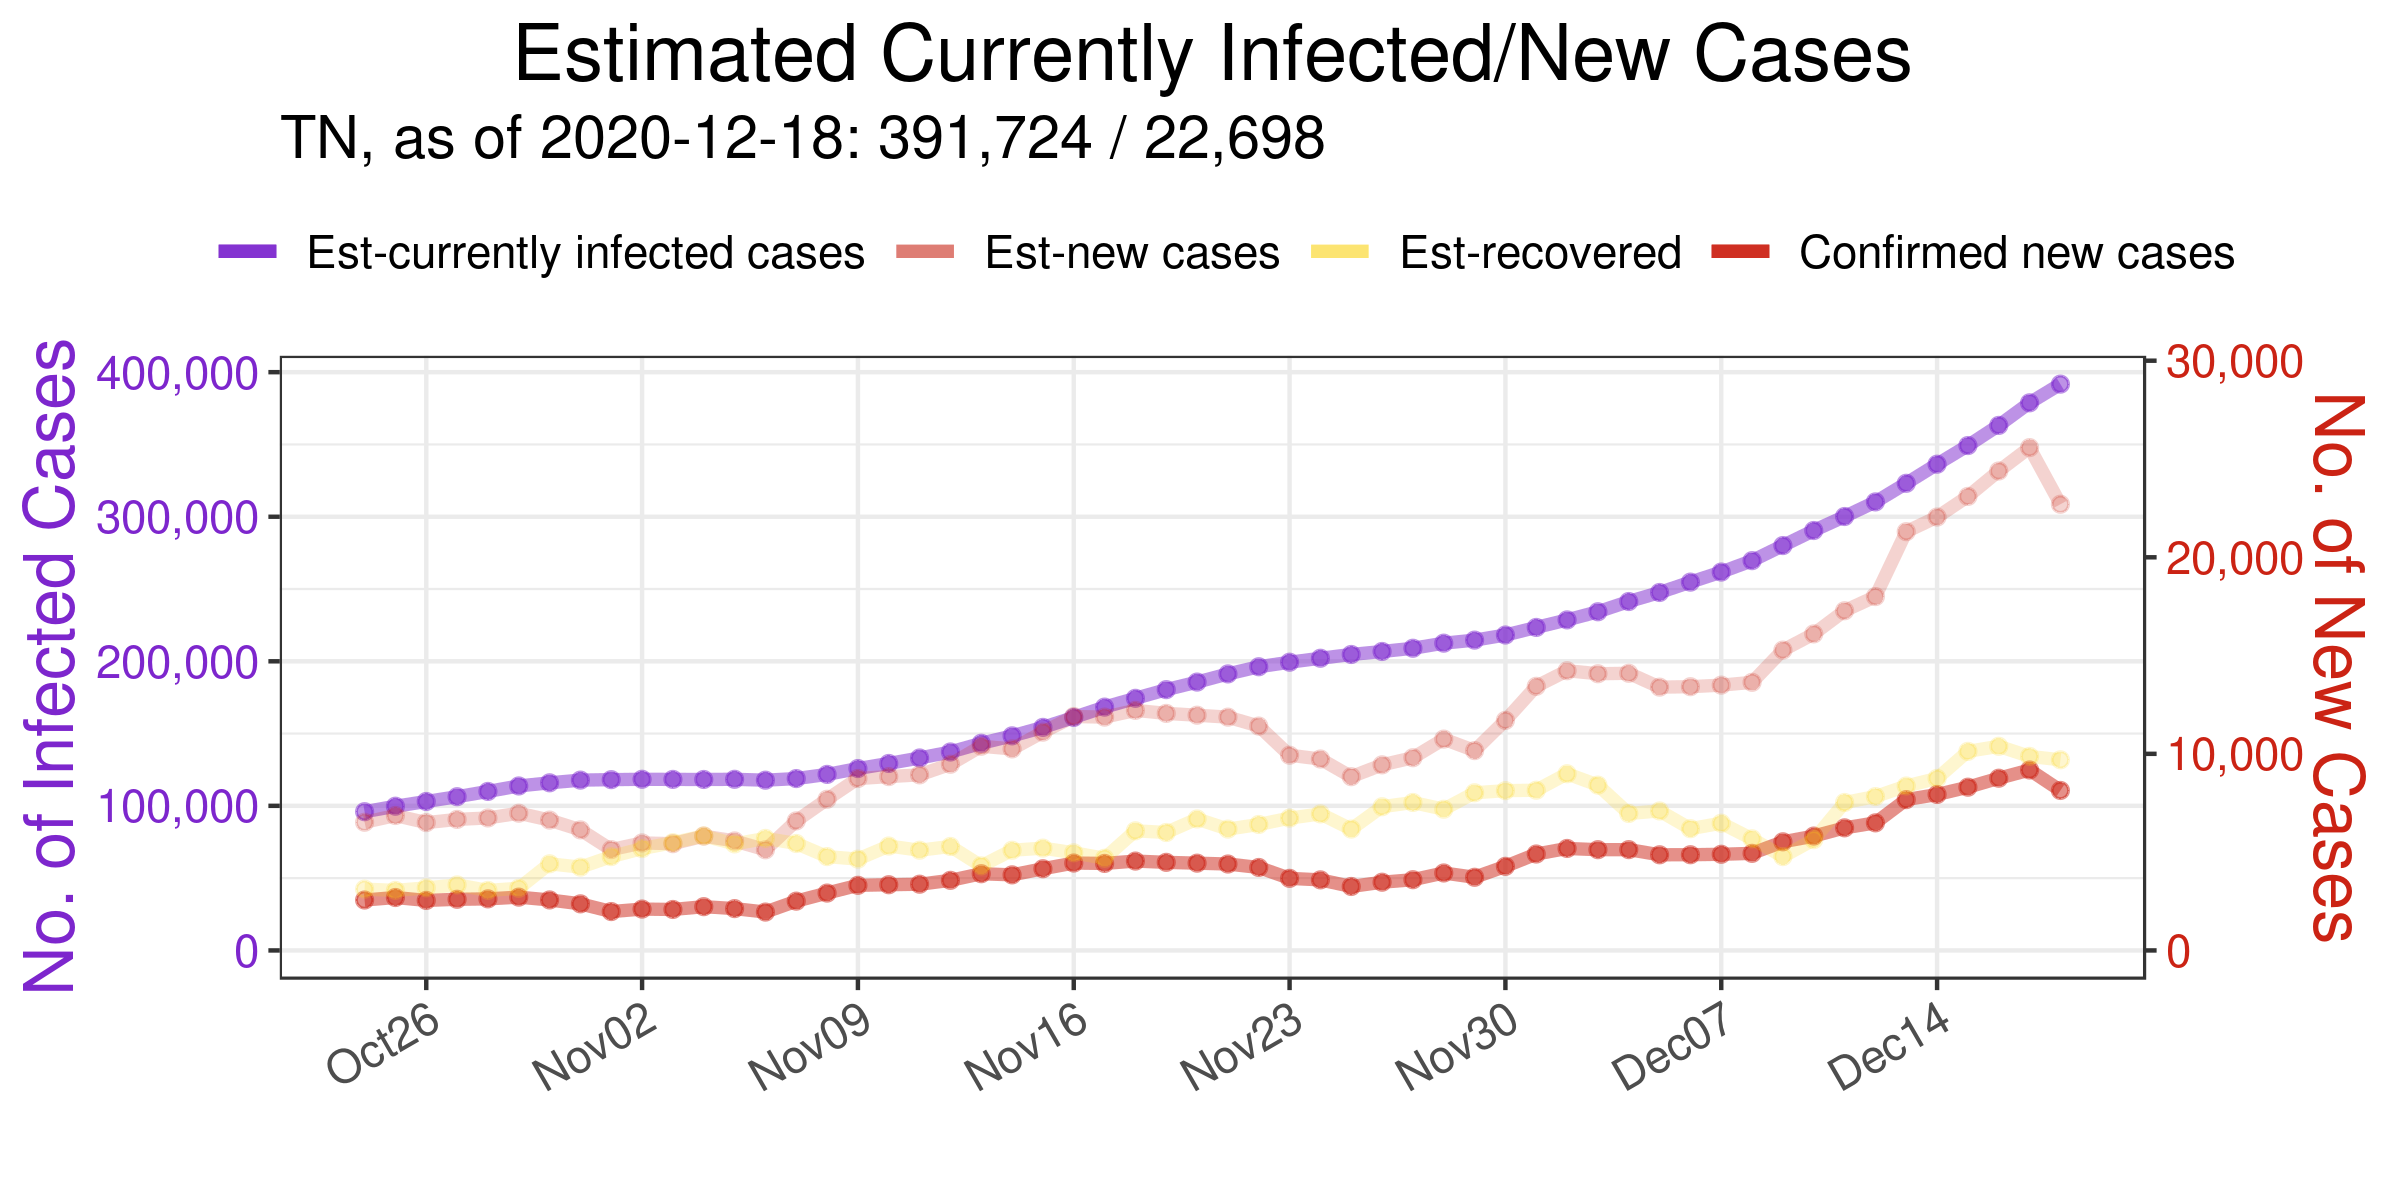 Estimated Currently Infected/New Cases
TN, as of 2020-12-18: 391,724 / 22,698
Est-currently infected cases Est-new cases Est-recovered Confirmed new cases
No. of Infected Cases
400,000
300,000
200,000
100,000
0
30,000
20,000
10,000
0
No. of New Cases
Oct26 Nov02 Nov09 Nov16 Nov23 Nov30 Dec07 Dec14